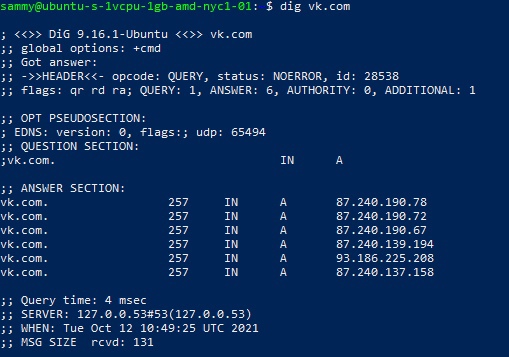 sammy@ubuntu-s-1vcpu-1gb-amd-nyc1-01: $ dig vk.com
; <<>> DiG 9.16.1-Ubuntu <<>> vk.com
;; global options: +cmd
;; Got answer:
;; ->>HEADER<<- opcode: QUERY, status: NOERROR, id: 28538
;; flags: qr rd ra; QUERY: 1, ANSWER: 6, AUTHORITY: 0, ADDITIONAL: 1
;; OPT PSEUDOSECTION:
; EDNS: version: 0, flags:; udp: 65494
;; QUESTION SECTION:
;vk.com. IN A
;; ANSWER SECTION:
vk.com. 257 IN A 87.240.190.78
vk.com. 257 IN A 87.240.190.72
vk.com. 257 IN A 87.240.190.67
vk.com. 257 IN A 87.240.139.194
vk.com. 257 IN A 93.186.225.208
vk.com. 257 IN A 87.240.137.158
;; Query time: 4 msec
;; SERVER: 127.0.0.53#53(127.0.0.53)
;; WHEN: Tue Oct 12 10:49:25 UTC 2021
;; MSG SIZE rcvd: 131